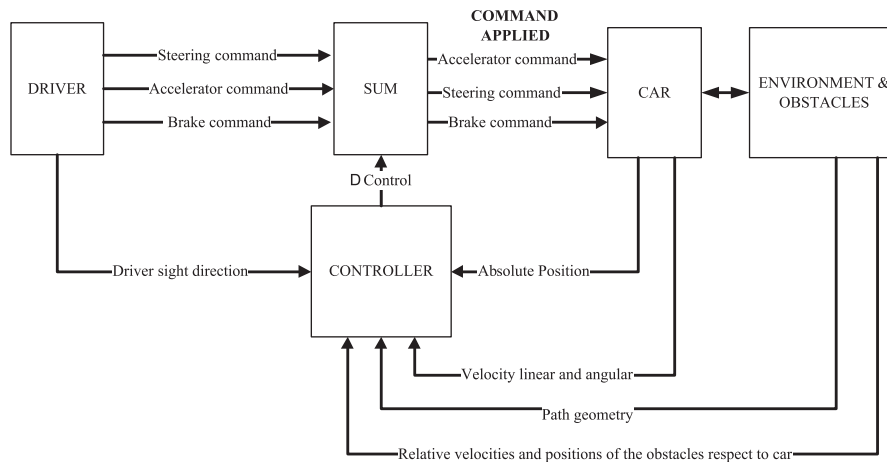 COMMAND
APPLIED
DRIVER
Steering command
Accelerator command
Brake command
SUM
Accelerator command
Steering command
Brake command
CAR
ENVIRONMENT &
OBSTACLES
D Control
Driver sight direction
CONTROLLER
Absolute Position
Velocity linear and angular
Path geometry
Relative velocities and positions of the obstacles respect to car